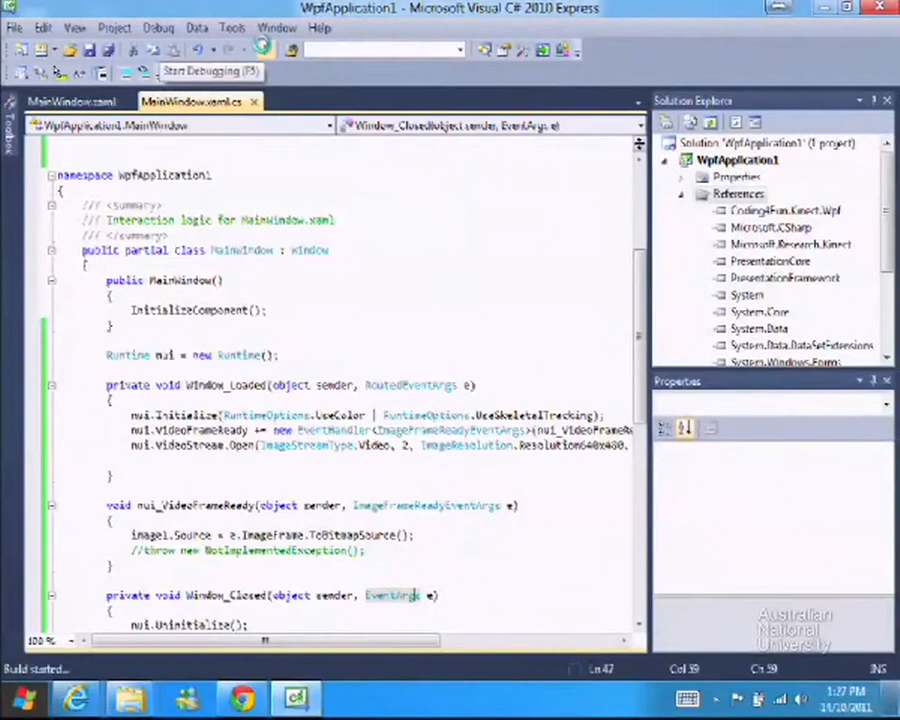 WpfApplication1 - Microsoft Visual C# 2010 Express
File Edit View Project Debug Data Tools Window Help
Start Debugging (F5)
MainWindow.xaml MainWindow.xaml.cs
WpfApplication1.MainWindow Window_Closed(object sender, EventArgs e)
namespace WpfApplication1
{
/// <summary>
/// Interaction logic for MainWindow.xaml
/// </summary>
public partial class MainWindow : Window
{
public MainWindow()
{
InitializeComponent();
}
Runtime nui = new Runtime();
private void Window_Loaded(object sender, RoutedEventArgs e)
{
nui.Initialize(RuntimeOptions.UseColor | RuntimeOptions.UseSkeletalTracking);
nui.VideoFrameReady += new EventHandler<ImageFrameReadyEventArgs>(nui_VideoFrameRe
nui.VideoStream.Open(ImageStreamType.Video, 2, ImageResolution.Resolution640x480,
}
void nui_VideoFrameReady(object sender, ImageFrameReadyEventArgs e)
{
image1.Source = e.ImageFrame.ToBitmapSource();
//throw new NotImplementedException();
}
private void Window_Closed(object sender, EventArgs e)
{
nui.Uninitialize();
100 %
Solution Explorer
Solution 'WpfApplication1' (1 project)
WpfApplication1
Properties
References
Coding4Fun.Kinect.Wpf
Microsoft.CSharp
Microsoft.Research.Kinect
PresentationCore
PresentationFramework
System
System.Core
System.Data
System.Data.DataSetExtensions
System.Windows.Forms
Properties
Toolbox
Australian
National
University
Build started... Ln 47 Col 59 Ch 59 INS
1:27 PM
14/10/2011